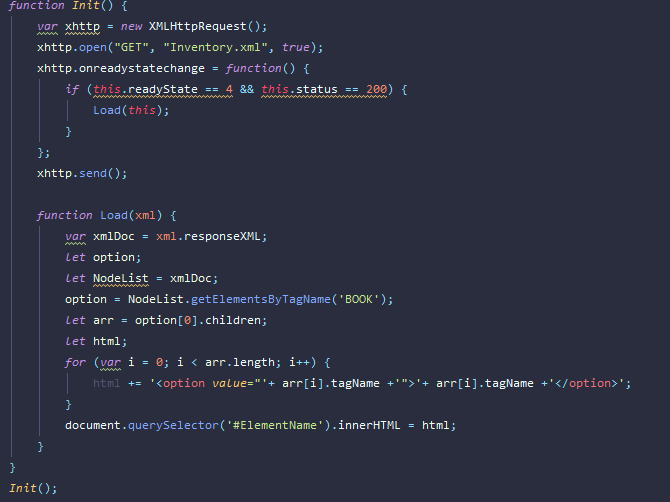 function Init() {
    var xhttp = new XMLHttpRequest();
    xhttp.open("GET", "Inventory.xml", true);
    xhttp.onreadystatechange = function() {
        if (this.readyState == 4 && this.status == 200) {
            Load(this);
        }
    };
    xhttp.send();

    function Load(xml) {
        var xmlDoc = xml.responseXML;
        let option;
        let NodeList = xmlDoc;
        option = NodeList.getElementsByTagName('BOOK');
        let arr = option[0].children;
        let html;
        for (var i = 0; i < arr.length; i++) {
            html += '<option value="'+ arr[i].tagName +'">'+ arr[i].tagName +'</option>';
        }
        document.querySelector('#ElementName').innerHTML = html;
    }
}
Init();